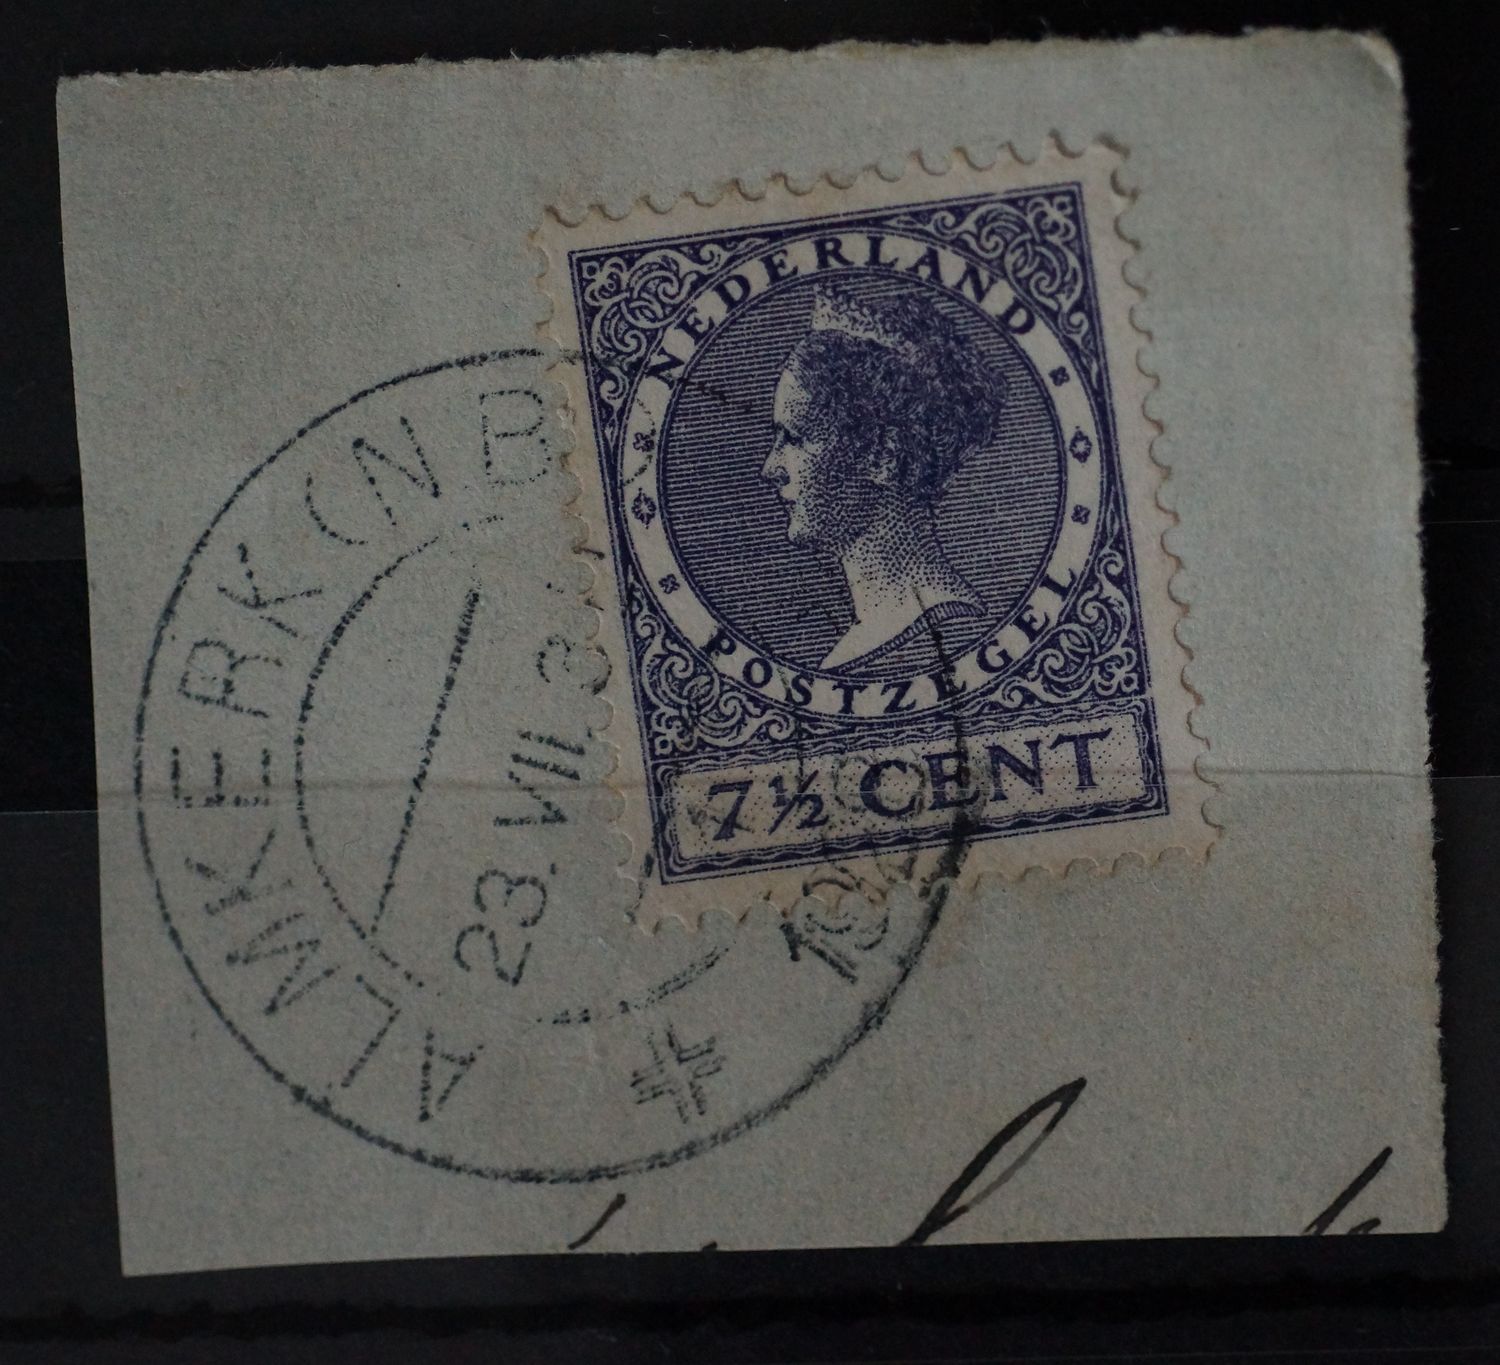 NEDERLAND
POSTZEGEL
7½ CENT
ALMKERK (N B
23.VII.3